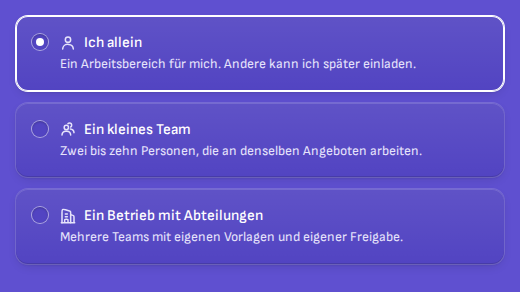 Ich allein
Ein Arbeitsbereich für mich. Andere kann ich später einladen.
Ein kleines Team
Zwei bis zehn Personen, die an denselben Angeboten arbeiten.
Ein Betrieb mit Abteilungen
Mehrere Teams mit eigenen Vorlagen und eigener Freigabe.